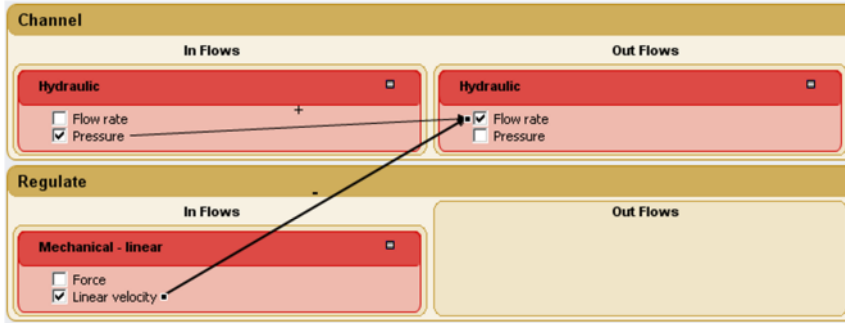 Channel
In Flows
Out Flows
Hydraulic
Hydraulic
Flow rate
+
Flow rate
Pressure
Pressure
Regulate
-
In Flows
Out Flows
Mechanical - linear
Force
Linear velocity